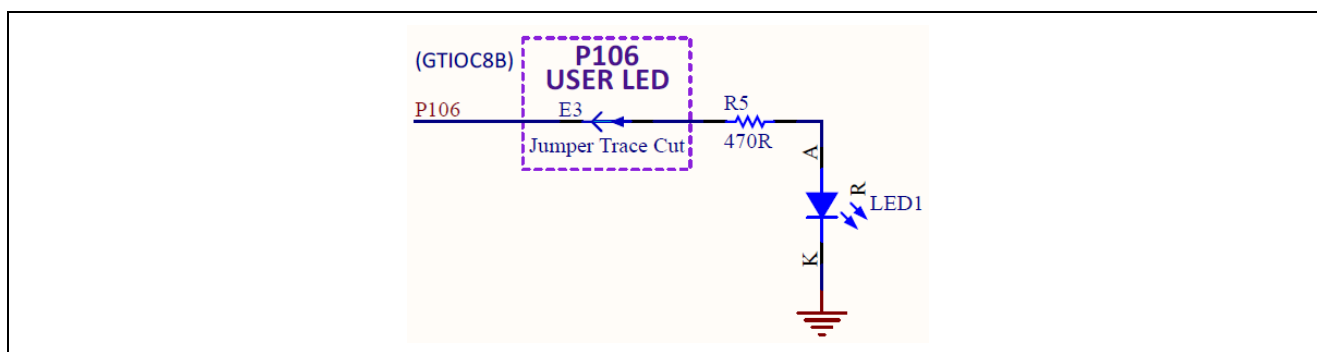 (GTIOC8B)
P106
USER LED
P106
E3
Jumper Trace Cut
R5
470R
A
R
LED1
K